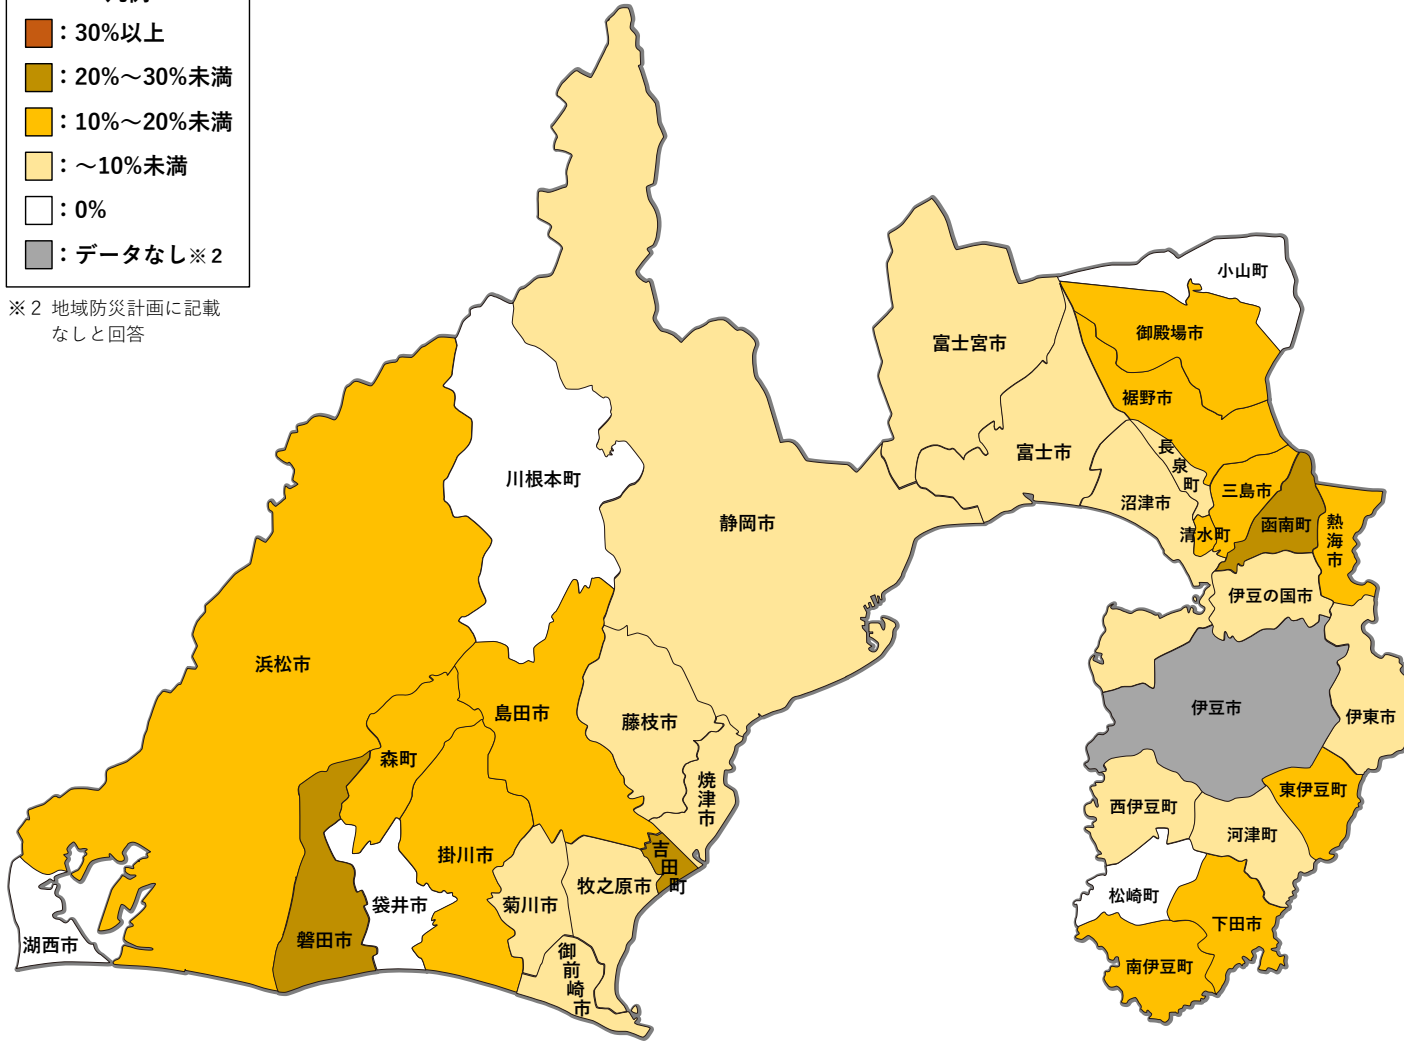 ：30%以上
：20%～30%未満
：10%～20%未満
：～10%未満
：0%
：データなし※２
※２ 地域防災計画に記載
なしと回答
小山町
御殿場市
富士宮市
裾野市
富士市
長泉町
沼津市
三島市
清水町
函南町
熱海市
川根本町
静岡市
伊豆の国市
浜松市
伊豆市
伊東市
島田市
藤枝市
森町
焼津市
東伊豆町
西伊豆町
河津町
掛川市
吉田町
牧之原市
菊川市
袋井市
松崎町
下田市
磐田市
湖西市
御前崎市
南伊豆町